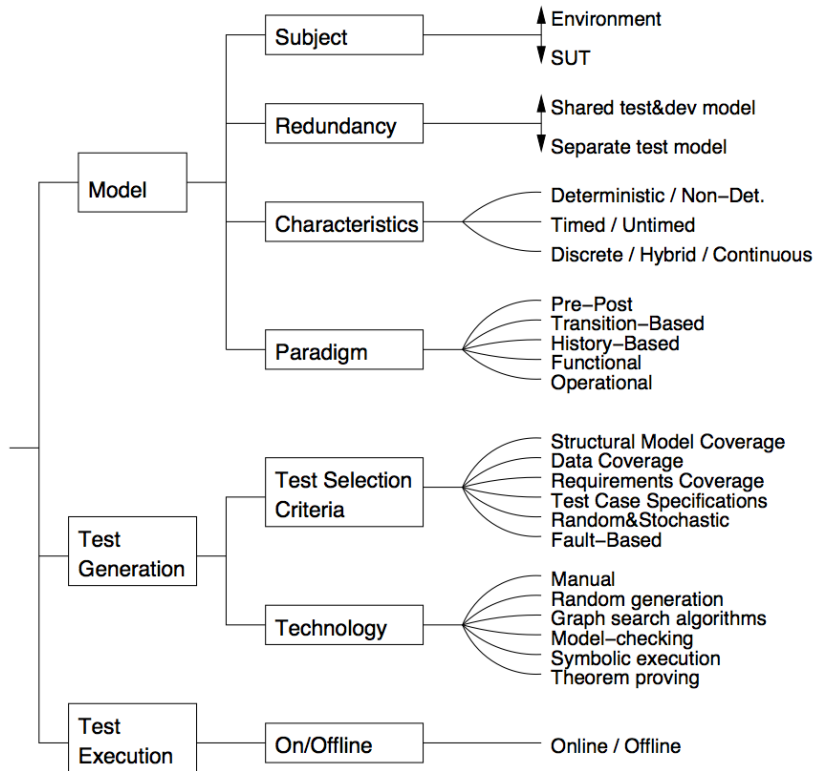 Subject
Environment
SUT
Redundancy
Shared test&dev model
Separate test model
Model
Characteristics
Deterministic / Non−Det.
Timed / Untimed
Discrete / Hybrid / Continuous
Paradigm
Pre−Post
Transition−Based
History−Based
Functional
Operational
Test Selection
Criteria
Structural Model Coverage
Data Coverage
Requirements Coverage
Test Case Specifications
Random&Stochastic
Fault−Based
Test
Generation
Technology
Manual
Random generation
Graph search algorithms
Model−checking
Symbolic execution
Theorem proving
Test
Execution
On/Offline
Online / Offline